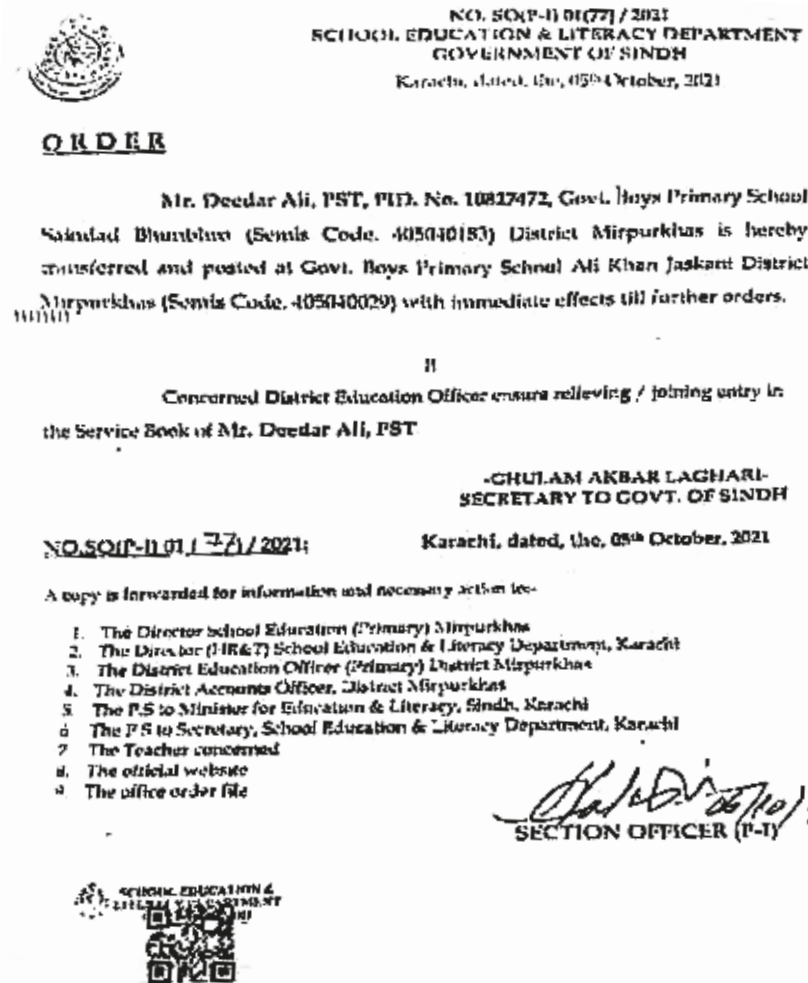 NO. SO(P-I) 01(77) / 2021
SCHOOL EDUCATION & LITERACY DEPARTMENT
GOVERNMENT OF SINDH
Karachi, dated, the, 05th October, 2021
ORDER
Mr. Deedar Ali, PST, PID. No. 10827472, Govt. Boys Primary School
Saindad Bhumbhro (Semis Code. 405040183) District Mirpurkhas is hereby
transferred and posted at Govt. Boys Primary School Ali Khan Jaskani District
Mirpurkhas (Semis Code. 405040029) with immediate effects till further orders.
Concerned District Education Officer ensure relieving / joining entry in
the Service Book of Mr. Deedar Ali, PST
-GHULAM AKBAR LAGHARI-
SECRETARY TO GOVT. OF SINDH
NO.SO(P-I) 01 ( 77) / 2021: Karachi, dated, the, 05th October, 2021
A copy is forwarded for information and necessary action to:-
1. The Director School Education (Primary) Mirpurkhas
2. The Director (HR&T) School Education & Literacy Department, Karachi
3. The District Education Officer (Primary) District Mirpurkhas
4. The District Accounts Officer, District Mirpurkhas
5. The P.S to Minister for Education & Literacy, Sindh, Karachi
6. The P.S to Secretary, School Education & Literacy Department, Karachi
7. The Teacher concerned
8. The official website
9. The office order file
SECTION OFFICER (P-I)
SCHOOL EDUCATION &
LITERACY DEPARTMENT